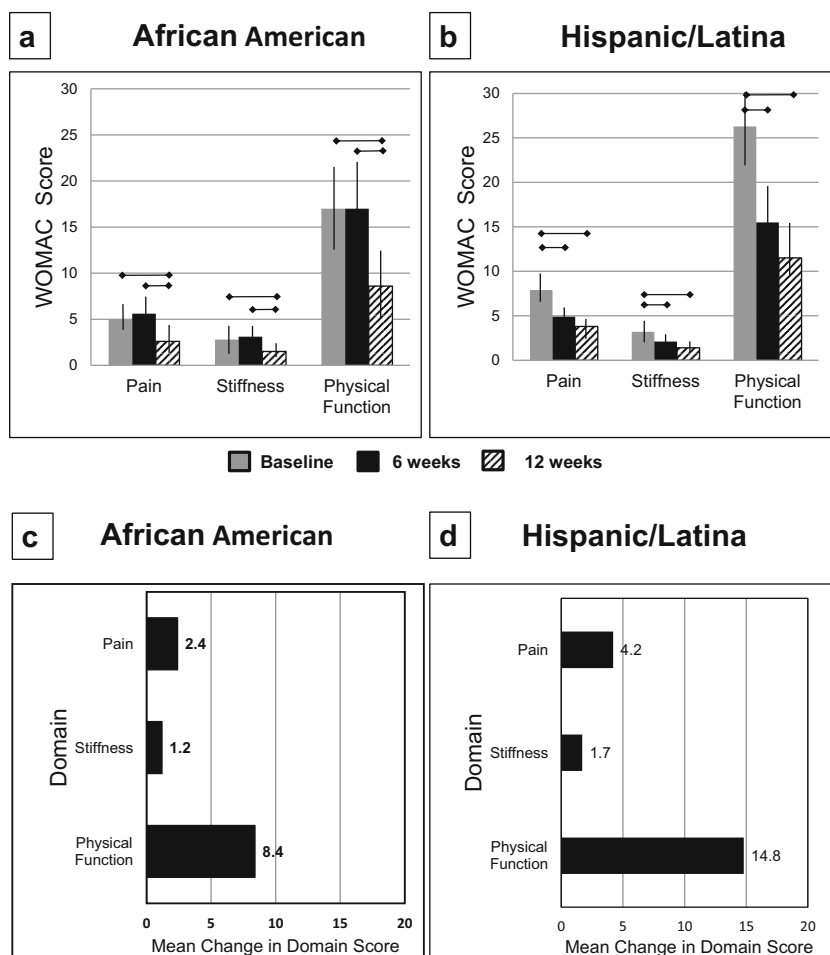 a African American
30
25
20
15
10
5
0
WOMAC Score
Pain
Stiffness
Physical
Function
b Hispanic/Latina
30
25
20
15
10
5
0
WOMAC Score
Pain
Stiffness
Physical
Function
Baseline 6 weeks 12 weeks
c African American
Domain
Pain
2.4
Stiffness
1.2
Physical
Function
8.4
0 5 10 15 20
Mean Change in Domain Score
d Hispanic/Latina
Domain
Pain
4.2
Stiffness
1.7
Physical
Function
14.8
0 5 10 15 20
Mean Change in Domain Score